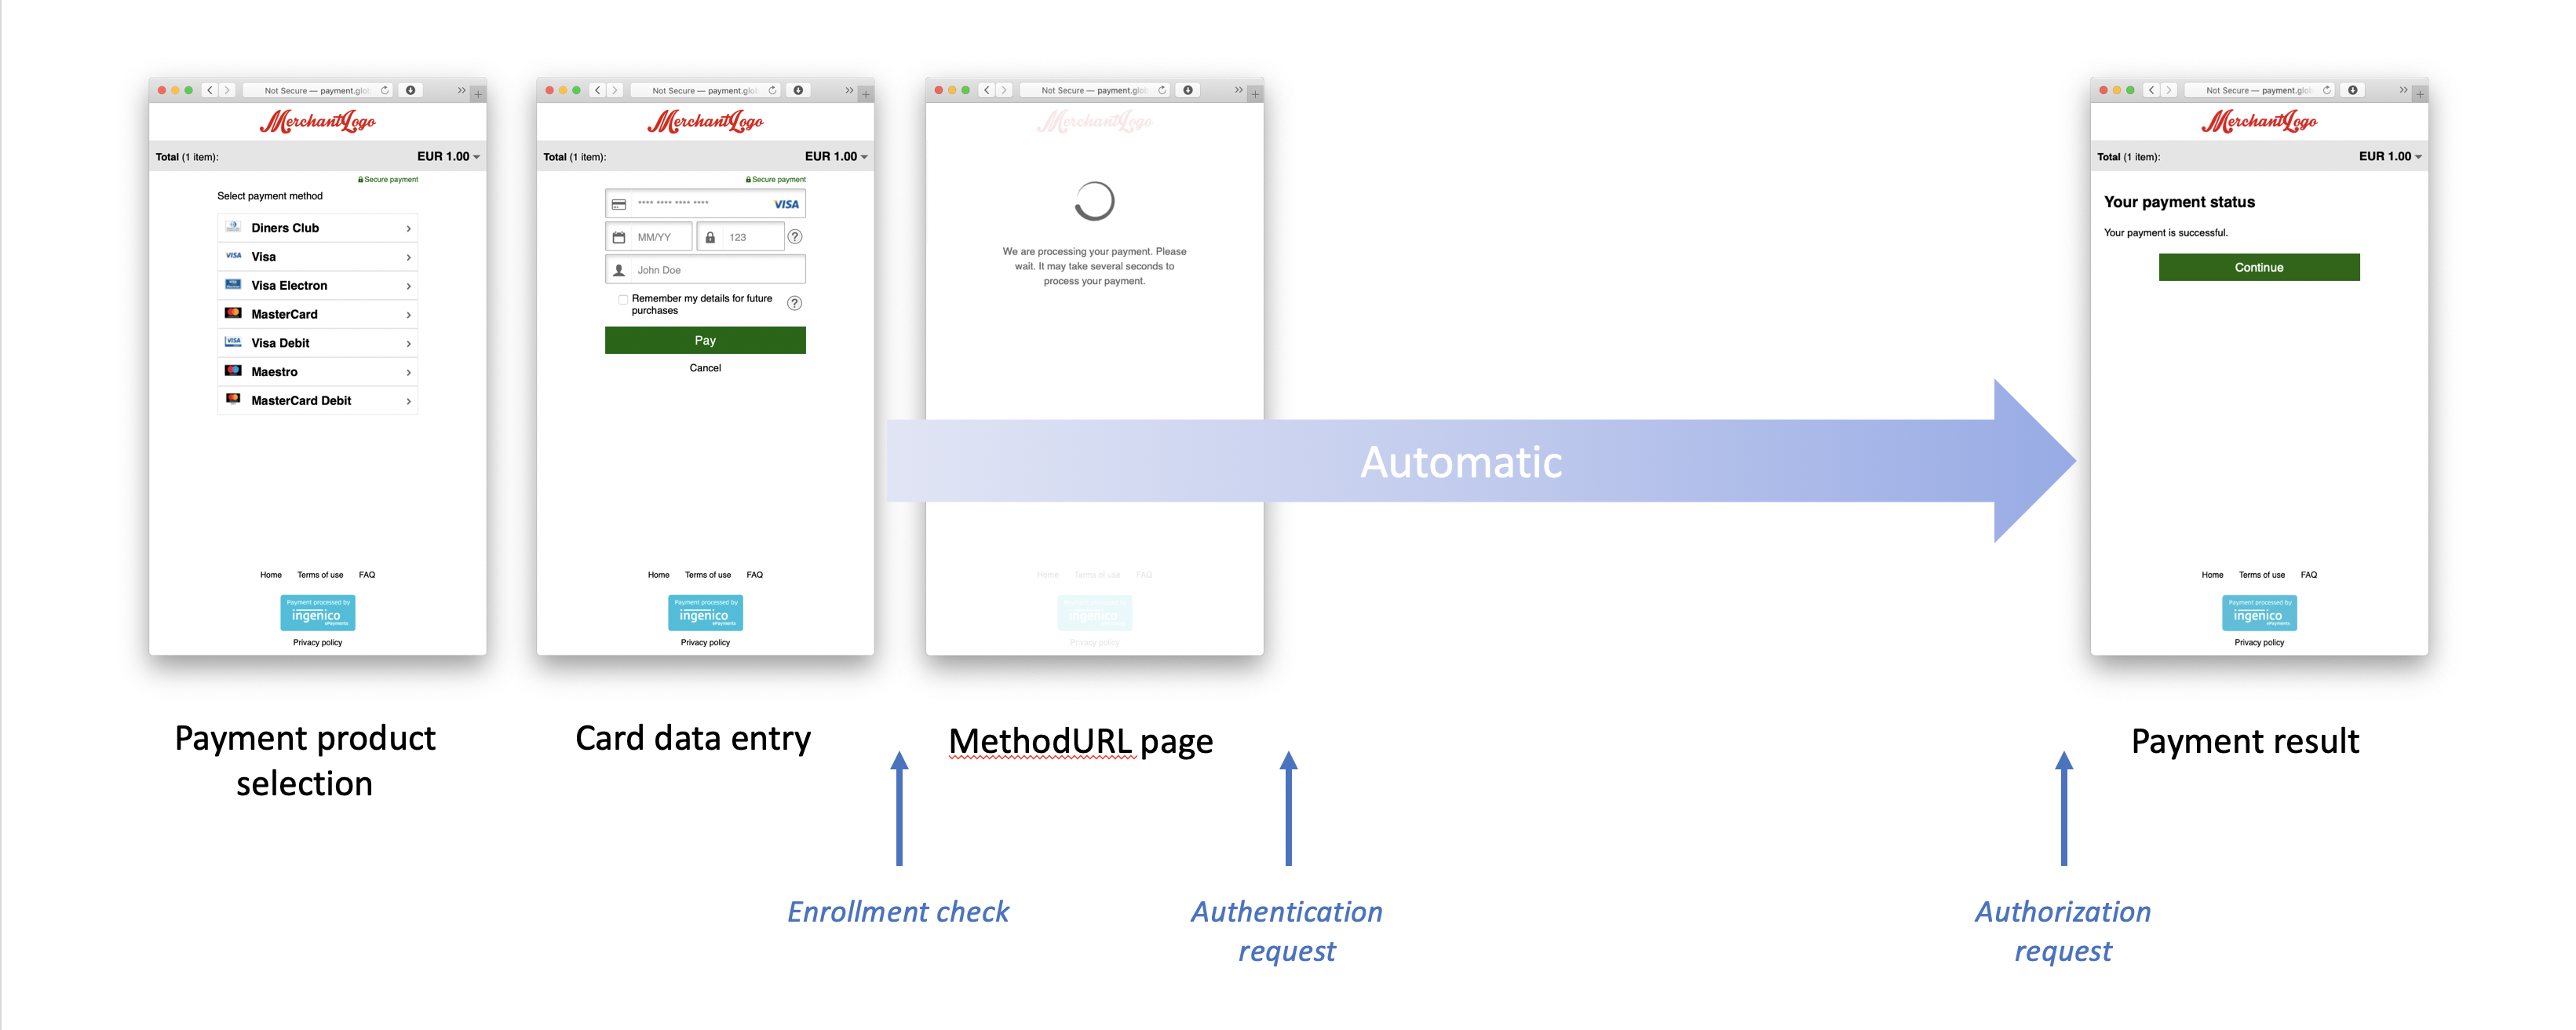 Not Secure — payment.glob
MerchantLogo
Total (1 item):
EUR 1.00
Secure payment
Select payment method
Diners Club
VISA Visa
Visa Electron
MasterCard
VISA Visa Debit
Maestro
MasterCard Debit
Home Terms of use FAQ
Payment processed by
ingenico
ePayments
Privacy policy
Payment product
selection
Not Secure — payment.glob
MerchantLogo
Total (1 item):
EUR 1.00
Secure payment
**** **** **** **** VISA
MM/YY 123 ?
John Doe
Remember my details for future ?
purchases
Pay
Cancel
Home Terms of use FAQ
Payment processed by
ingenico
ePayments
Privacy policy
Card data entry
Not Secure — payment.glob
MerchantLogo
We are processing your payment. Please
wait. It may take several seconds to
process your payment.
Home Terms of use FAQ
Payment processed by
ingenico
ePayments
Privacy policy
MethodURL page
Automatic
Not Secure — payment.glob
MerchantLogo
Total (1 item):
EUR 1.00
Your payment status
Your payment is successful.
Continue
Home Terms of use FAQ
Payment processed by
ingenico
ePayments
Privacy policy
Payment result
Enrollment check
Authentication
request
Authorization
request